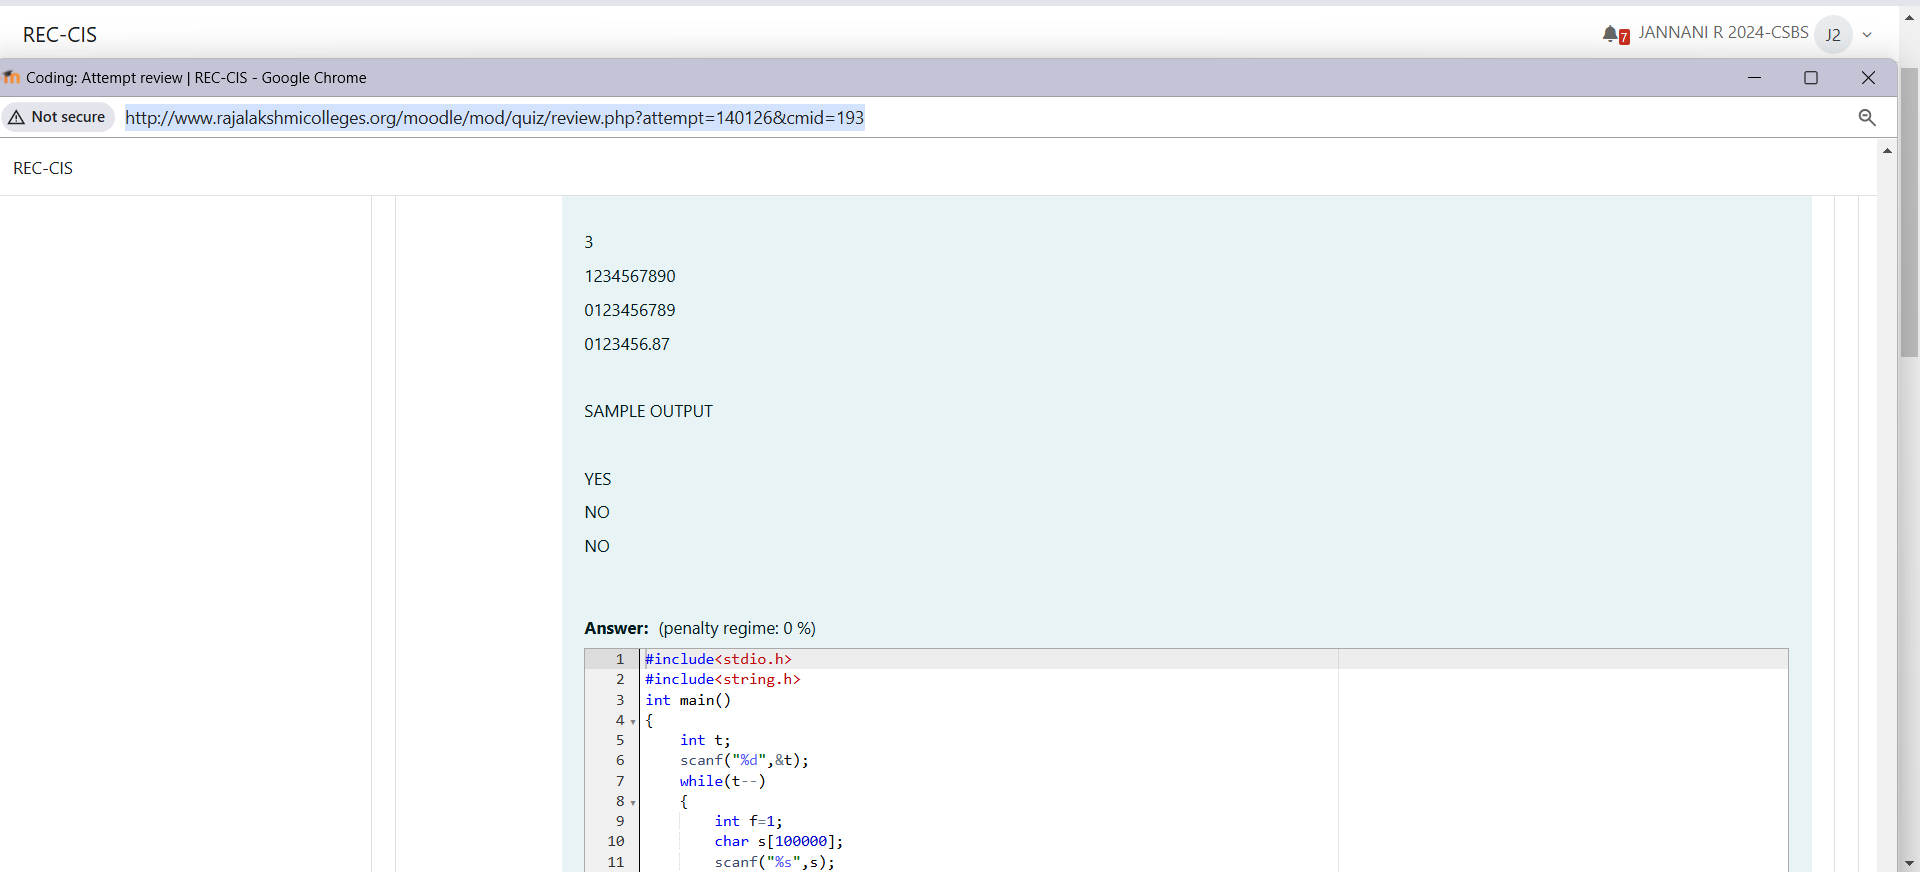 REC-CIS
7 JANNANI R 2024-CSBS J2
Coding: Attempt review | REC-CIS - Google Chrome
Not secure http://www.rajalakshmicolleges.org/moodle/mod/quiz/review.php?attempt=140126&cmid=193
REC-CIS
3
1234567890
0123456789
0123456.87
SAMPLE OUTPUT
YES
NO
NO
Answer: (penalty regime: 0 %)
1 #include<stdio.h>
2 #include<string.h>
3 int main()
4 {
5     int t;
6     scanf("%d",&t);
7     while(t--)
8     {
9         int f=1;
10         char s[100000];
11         scanf("%s",s);